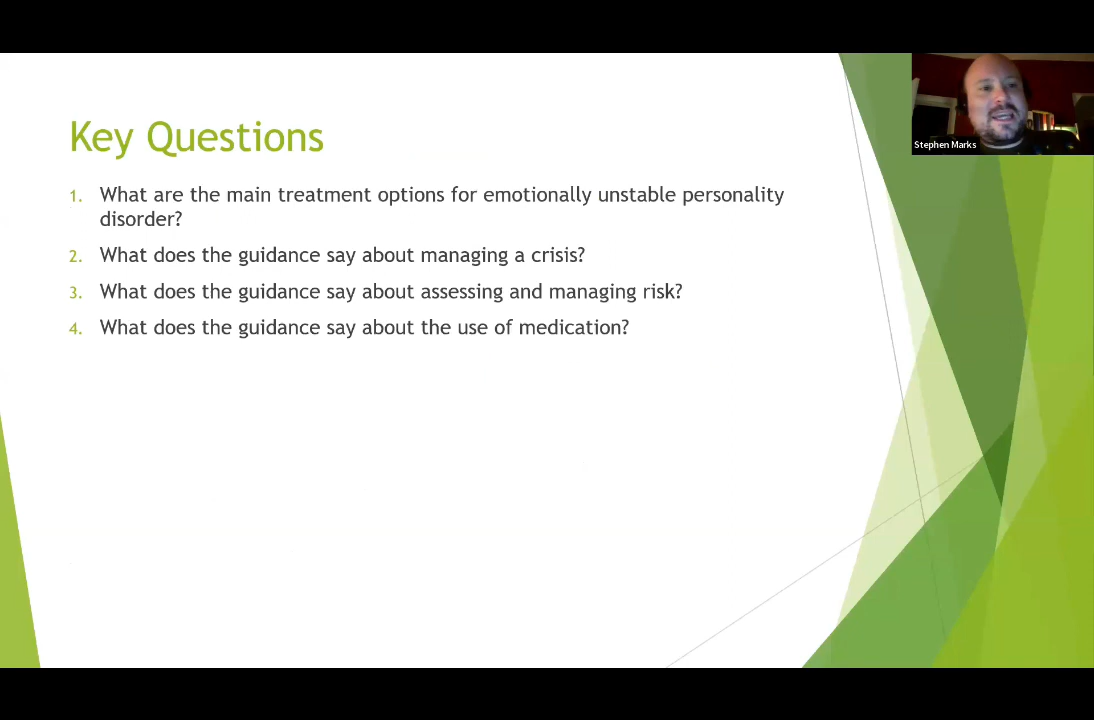 Key Questions
1. What are the main treatment options for emotionally unstable personality
disorder?
2. What does the guidance say about managing a crisis?
3. What does the guidance say about assessing and managing risk?
4. What does the guidance say about the use of medication?
Stephen Marks